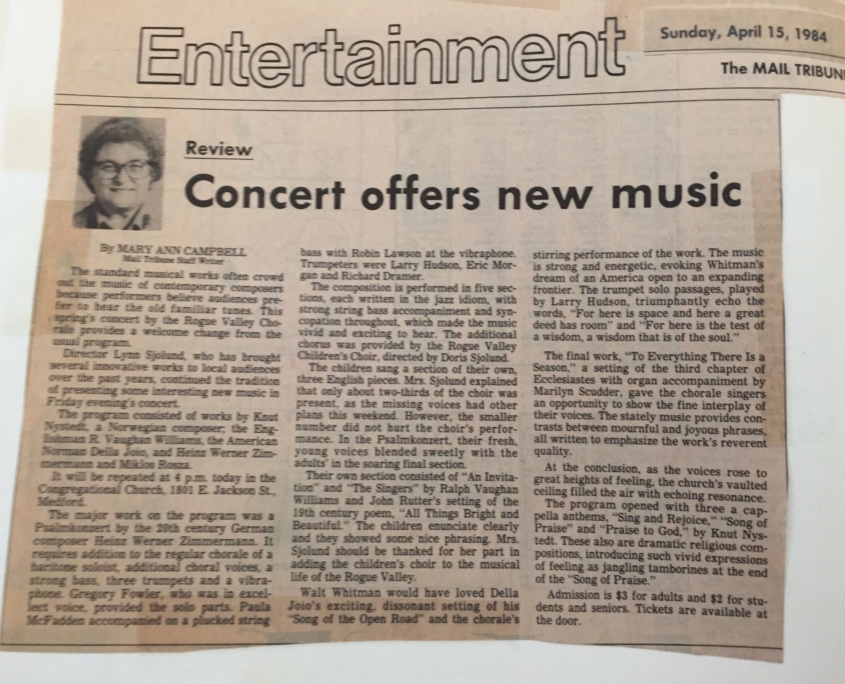 Entertainment
Sunday, April 15, 1984
The MAIL TRIBUN
Review
Concert offers new music
By MARY ANN CAMPBELL
Mail Tribune Staff Writer
The standard musical works often crowd
out the music of contemporary composers
because performers believe audiences pre-
fer to hear the old familiar tunes. This
spring's concert by the Rogue Valley Cho-
rale provides a welcome change from the
usual program.
Director Lynn Sjolund, who has brought
several innovative works to local audiences
over the past years, continued the tradition
of presenting some interesting new music in
Friday evening's concert.
The program consisted of works by Knut
Nystedt, a Norwegian composer; the Eng-
lishman R. Vaughan Williams, the American
Norman Della Joio, and Heinz Werner Zim-
mermann and Miklos Rosza.
It will be repeated at 4 p.m. today in the
Congregational Church, 1801 E. Jackson St.,
Medford.
The major work on the program was a
Psalmkonzert by the 20th century German
composer Heinz Werner Zimmermann. It
requires addition to the regular chorale of a
baritone soloist, additional choral voices, a
strong bass, three trumpets and a vibra-
phone. Gregory Fowler, who was in excel-
lent voice, provided the solo parts. Paula
McFadden accompanied on a plucked string
bass with Robin Lawson at the vibraphone.
Trumpeters were Larry Hudson, Eric Mor-
gan and Richard Dramer.
The composition is performed in five sec-
tions, each written in the jazz idiom, with
strong string bass accompaniment and syn-
copation throughout, which made the music
vivid and exciting to hear. The additional
chorus was provided by the Rogue Valley
Children's Choir, directed by Doris Sjolund.
The children sang a section of their own,
three English pieces. Mrs. Sjolund explained
that only about two-thirds of the choir was
present, as the missing voices had other
plans this weekend. However, the smaller
number did not hurt the choir's perfor-
mance. In the Psalmkonzert, their fresh,
young voices blended sweetly with the
adults' in the soaring final section.
Their own section consisted of "An Invita-
tion" and "The Singers" by Ralph Vaughan
Williams and John Rutter's setting of the
19th century poem, "All Things Bright and
Beautiful." The children enunciate clearly
and they showed some nice phrasing. Mrs.
Sjolund should be thanked for her part in
adding the children's choir to the musical
life of the Rogue Valley.
Walt Whitman would have loved Della
Joio's exciting, dissonant setting of his
"Song of the Open Road" and the chorale's
stirring performance of the work. The music
is strong and energetic, evoking Whitman's
dream of an America open to an expanding
frontier. The trumpet solo passages, played
by Larry Hudson, triumphantly echo the
words, "For here is space and here a great
deed has room" and "For here is the test of
a wisdom, a wisdom that is of the soul."
The final work, "To Everything There Is a
Season," a setting of the third chapter of
Ecclesiastes with organ accompaniment by
Marilyn Scudder, gave the chorale singers
an opportunity to show the fine interplay of
their voices. The stately music provides con-
trasts between mournful and joyous phrases,
all written to emphasize the work's reverent
quality.
At the conclusion, as the voices rose to
great heights of feeling, the church's vaulted
ceiling filled the air with echoing resonance.
The program opened with three a cap-
pella anthems, "Sing and Rejoice," "Song of
Praise" and "Praise to God," by Knut Nys-
tedt. These also are dramatic religious com-
positions, introducing such vivid expressions
of feeling as jangling tamborines at the end
of the "Song of Praise."
Admission is $3 for adults and $2 for stu-
dents and seniors. Tickets are available at
the door.